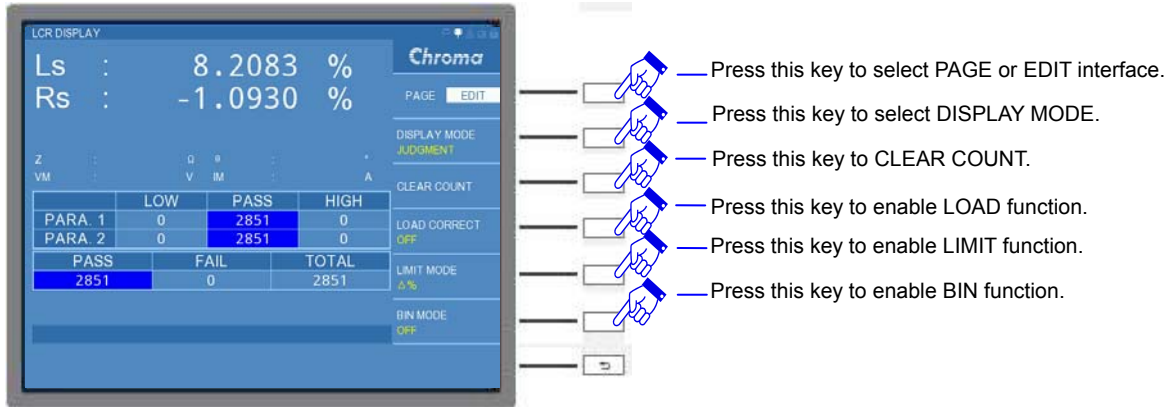 LCR DISPLAY
Ls : 8.2083 %
Rs : -1.0930 %
Z : Ω θ : °
VM : V IM : A
LOW PASS HIGH
PARA. 1 0 2851 0
PARA. 2 0 2851 0
PASS FAIL TOTAL
2851 0 2851
Chroma
PAGE EDIT
DISPLAY MODE
JUDGMENT
CLEAR COUNT
LOAD CORRECT
OFF
LIMIT MODE
Δ%
BIN MODE
OFF
Press this key to select PAGE or EDIT interface.
Press this key to select DISPLAY MODE.
Press this key to CLEAR COUNT.
Press this key to enable LOAD function.
Press this key to enable LIMIT function.
Press this key to enable BIN function.